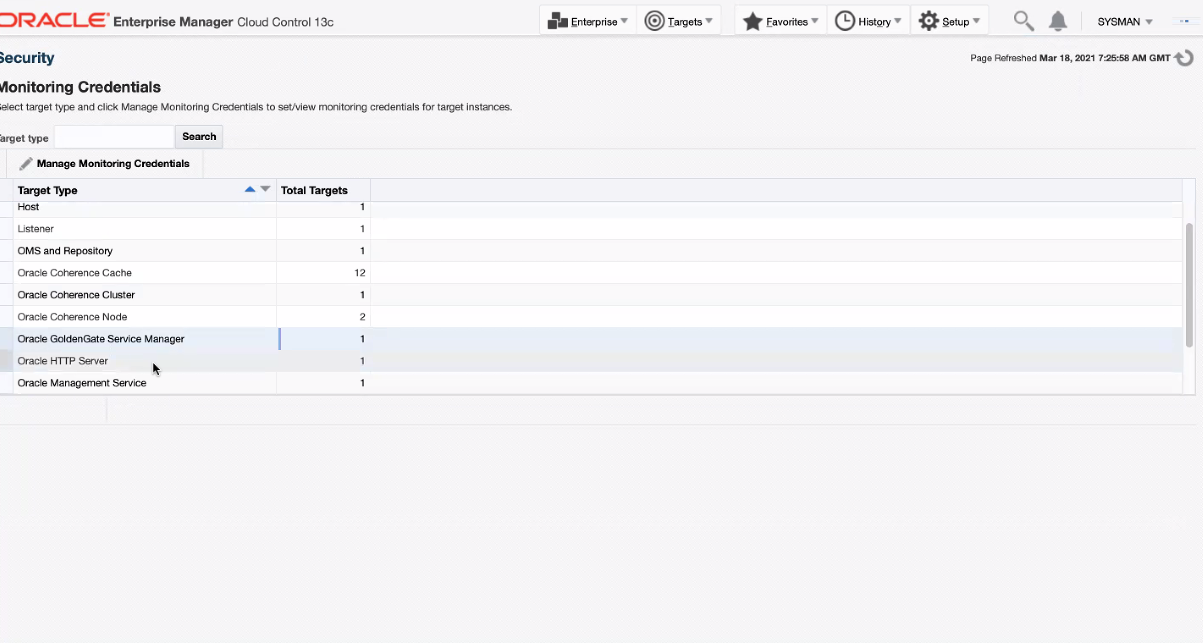 ORACLE® Enterprise Manager Cloud Control 13c Enterprise Targets Favorites History Setup SYSMAN
Security
Page Refreshed Mar 18, 2021 7:25:58 AM GMT
Monitoring Credentials
Select target type and click Manage Monitoring Credentials to set/view monitoring credentials for target instances.
Target type Search
Manage Monitoring Credentials
Target Type Total Targets
Host 1
Listener 1
OMS and Repository 1
Oracle Coherence Cache 12
Oracle Coherence Cluster 1
Oracle Coherence Node 2
Oracle GoldenGate Service Manager 1
Oracle HTTP Server 1
Oracle Management Service 1